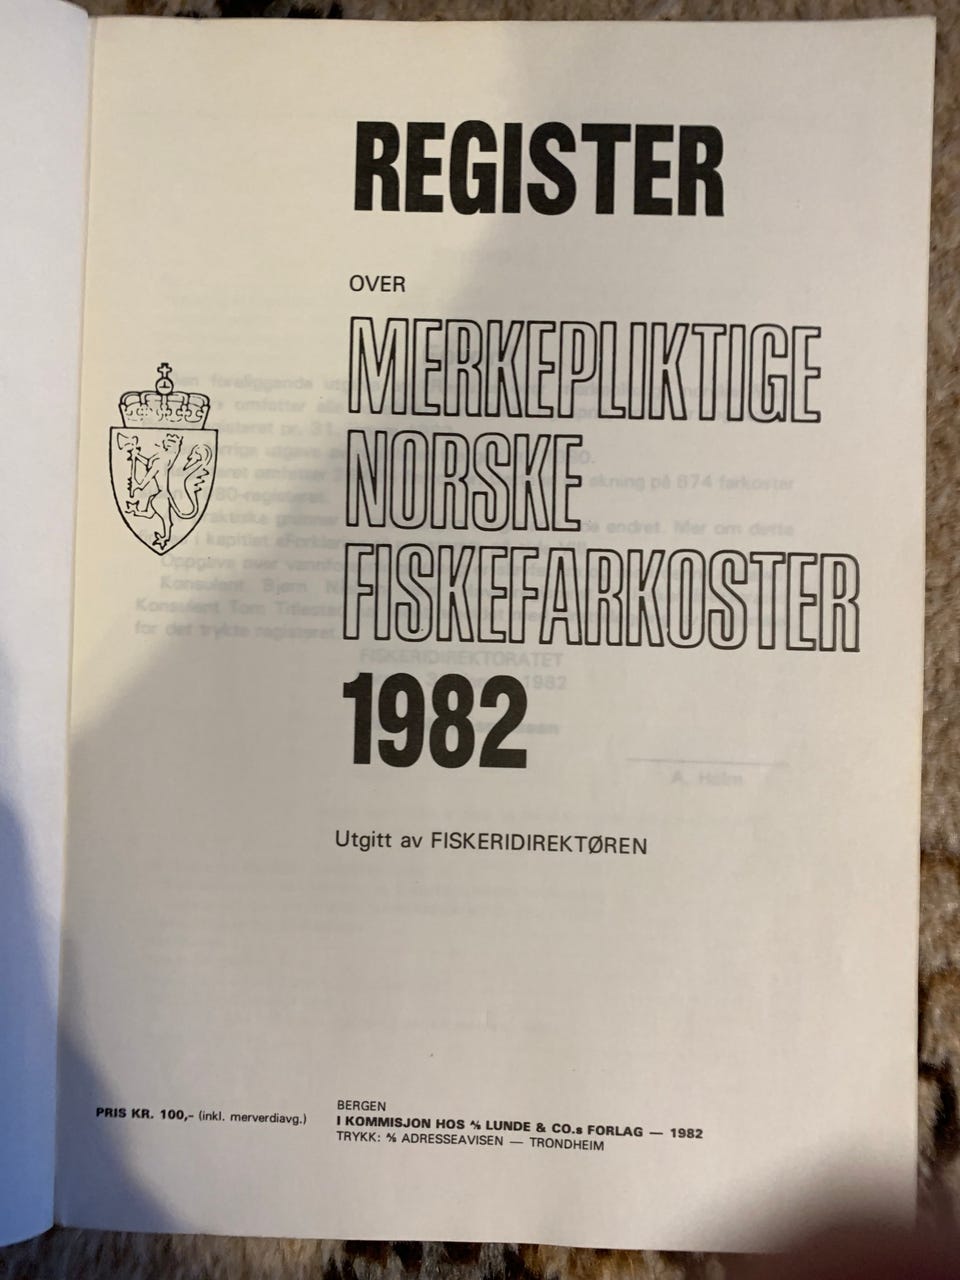 REGISTER
OVER
MERKEPLIKTIGE
NORSKE
FISKEFARKOSTER
1982
Utgitt av FISKERIDIREKTØREN
PRIS KR. 100,- (inkl. merverdiavg.)
BERGEN
I KOMMISJON HOS ⅍ LUNDE & CO.s FORLAG — 1982
TRYKK: ⅍ ADRESSEAVISEN — TRONDHEIM